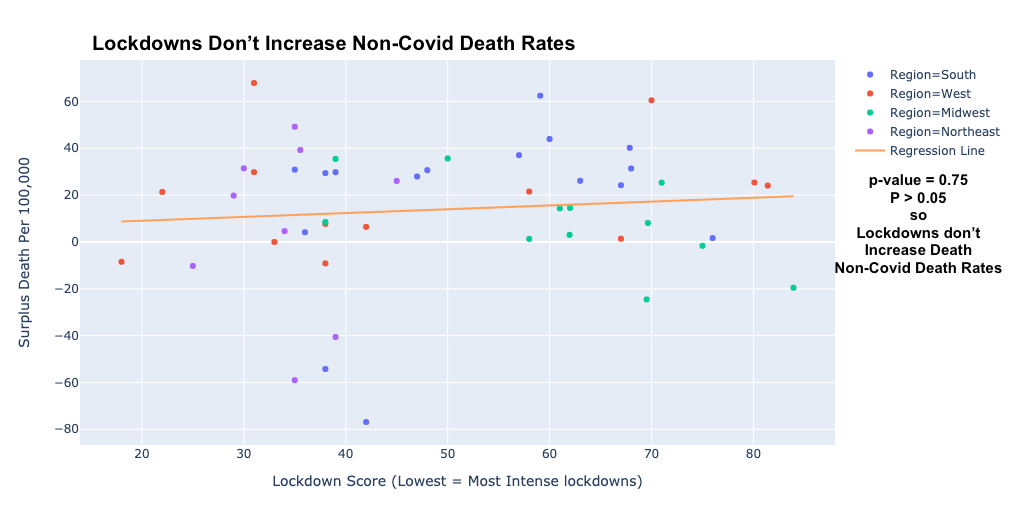 Lockdowns Don’t Increase Non-Covid Death Rates
Surplus Death Per 100,000
60
40
20
0
−20
−40
−60
−80
20 30 40 50 60 70 80
Lockdown Score (Lowest = Most Intense lockdowns)
Region=South
Region=West
Region=Midwest
Region=Northeast
Regression Line
p-value = 0.75
P > 0.05
so
Lockdowns don’t
Increase Death
Non-Covid Death Rates